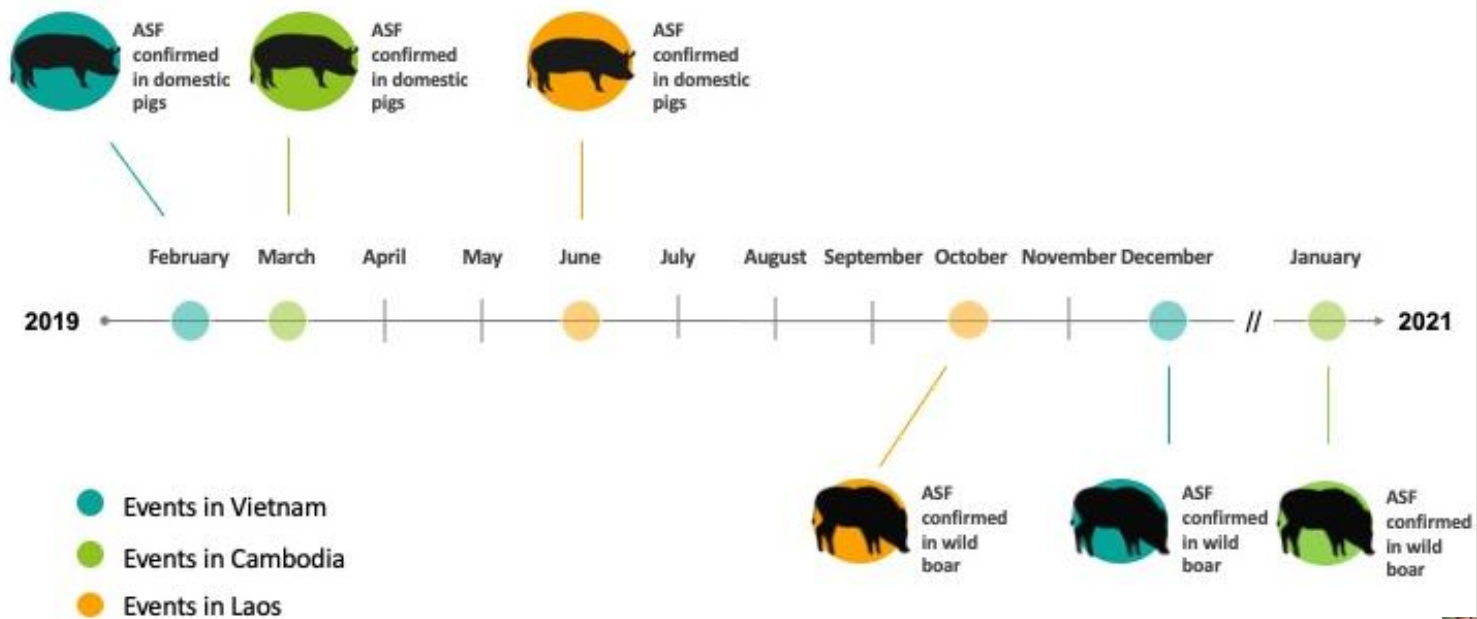 ASF
confirmed
in domestic
pigs
ASF
confirmed
in domestic
pigs
ASF
confirmed
in domestic
pigs
February March April May June July August September October November December January
2019 // 2021
ASF
confirmed
in wild
boar
ASF
confirmed
in wild
boar
ASF
confirmed
in wild
boar
Events in Vietnam
Events in Cambodia
Events in Laos